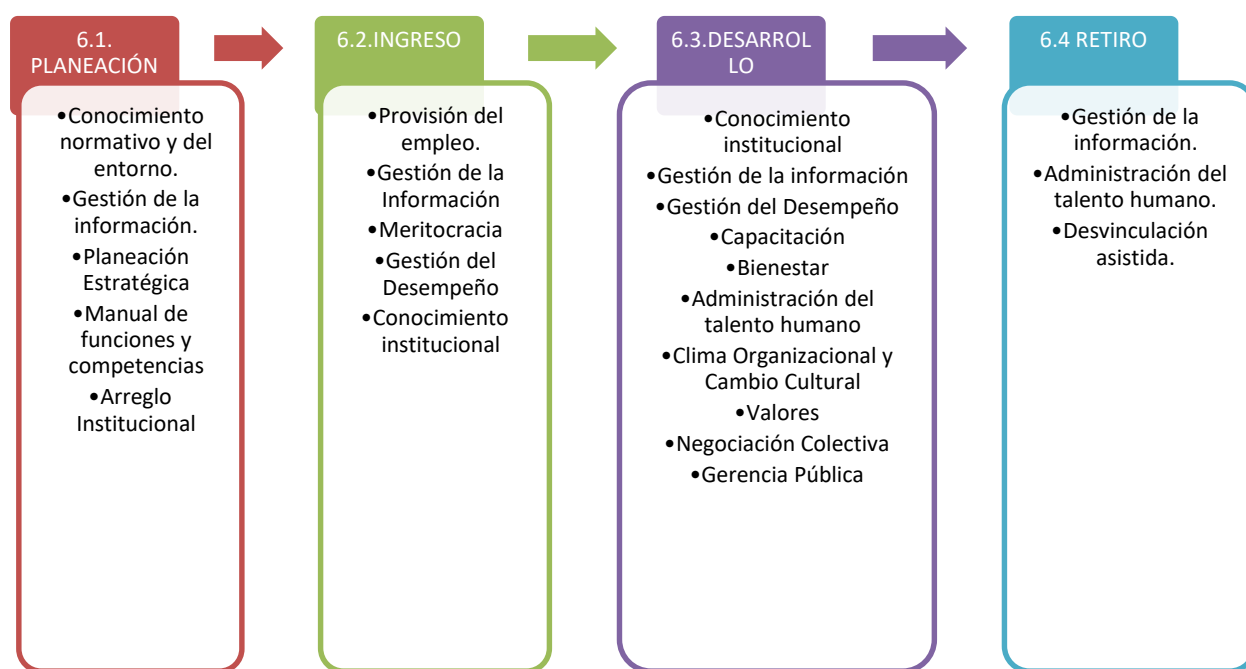 6.1.
PLANEACIÓN
•Conocimiento
normativo y del
entorno.
•Gestión de la
información.
•Planeación
Estratégica
•Manual de
funciones y
competencias
•Arreglo
Institucional
6.2.INGRESO
•Provisión del
empleo.
•Gestión de la
Información
•Meritocracia
•Gestión del
Desempeño
•Conocimiento
institucional
6.3.DESARROL
LO
•Conocimiento
institucional
•Gestión de la información
•Gestión del Desempeño
•Capacitación
•Bienestar
•Administración del
talento humano
•Clima Organizacional y
Cambio Cultural
•Valores
•Negociación Colectiva
•Gerencia Pública
6.4 RETIRO
•Gestión de la
información.
•Administración del
talento humano.
•Desvinculación
asistida.